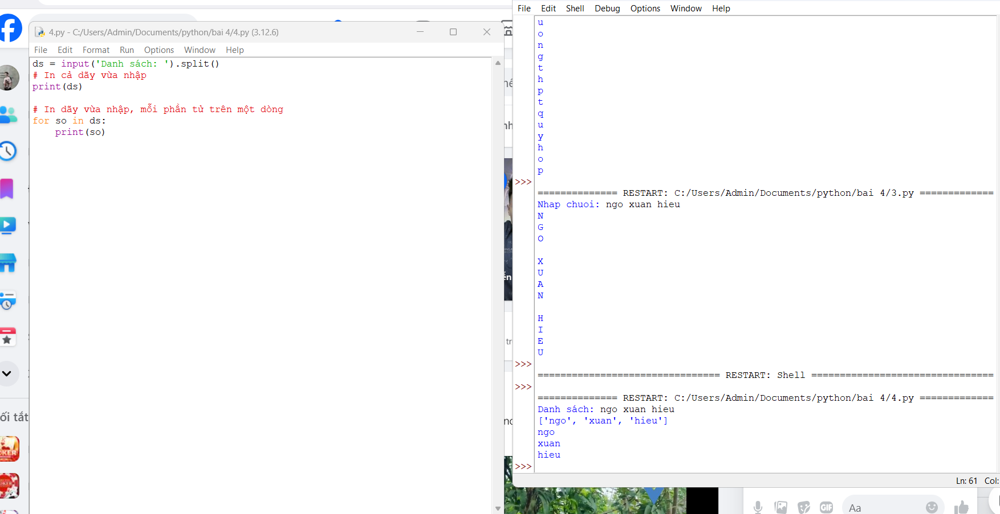 4.py - C:/Users/Admin/Documents/python/bai 4/4.py (3.12.6)
File Edit Format Run Options Window Help
ds = input('Danh sách: ').split()
# In cả dãy vừa nhập
print(ds)
# In dãy vừa nhập, mỗi phần tử trên một dòng
for so in ds:
    print(so)
ối tắt
File Edit Shell Debug Options Window Help
u
o
n
g
t
h
p
t
q
u
y
h
o
p
>>>
============== RESTART: C:/Users/Admin/Documents/python/bai 4/3.py =============
Nhap chuoi: ngo xuan hieu
N
G
O
X
U
A
N
H
I
E
U
>>>
================================ RESTART: Shell ================================
>>>
============== RESTART: C:/Users/Admin/Documents/python/bai 4/4.py =============
Danh sách: ngo xuan hieu
['ngo', 'xuan', 'hieu']
ngo
xuan
hieu
>>>
Ln: 61 Col:
GIF
Aa